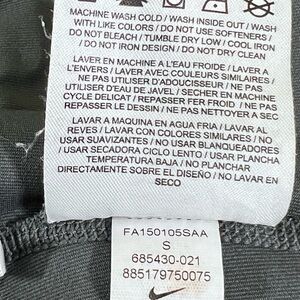 MACHINE WASH COLD / WASH INSIDE OUT / WASH
WITH LIKE COLORS / DO NOT USE SOFTENERS /
DO NOT BLEACH / TUMBLE DRY LOW / COOL IRON
/ DO NOT IRON DESIGN / DO NOT DRY CLEAN
LAVER EN MACHINE A L'EAU FROIDE / LAVER A
L'ENVERS / LAVER AVEC COULEURS SIMILAIRES /
NE PAS UTILISER D'ADOUCISSEUR / NE PAS
UTILISER D'EAU DE JAVEL / SECHER EN MACHINE
CYCLE DELICAT / REPASSER FER FROID / NE PAS
REPASSER LE DESSIN / NE PAS NETTOYER A SEC
LAVAR A MAQUINA EN AGUA FRIA / LAVAR AL
REVES / LAVAR CON COLORES SIMILARES / NO
USAR SUAVIZANTES / NO USAR BLANQUEADORES
/ USAR SECADORA CICLO LENTO / USAR PLANCHA
TEMPERATURA BAJA / NO PLANCHAR
DIRECTAMENTE SOBRE EL DISENO / NO LAVAR EN
SECO
FA150105SAA
S
685430-021
885179750075